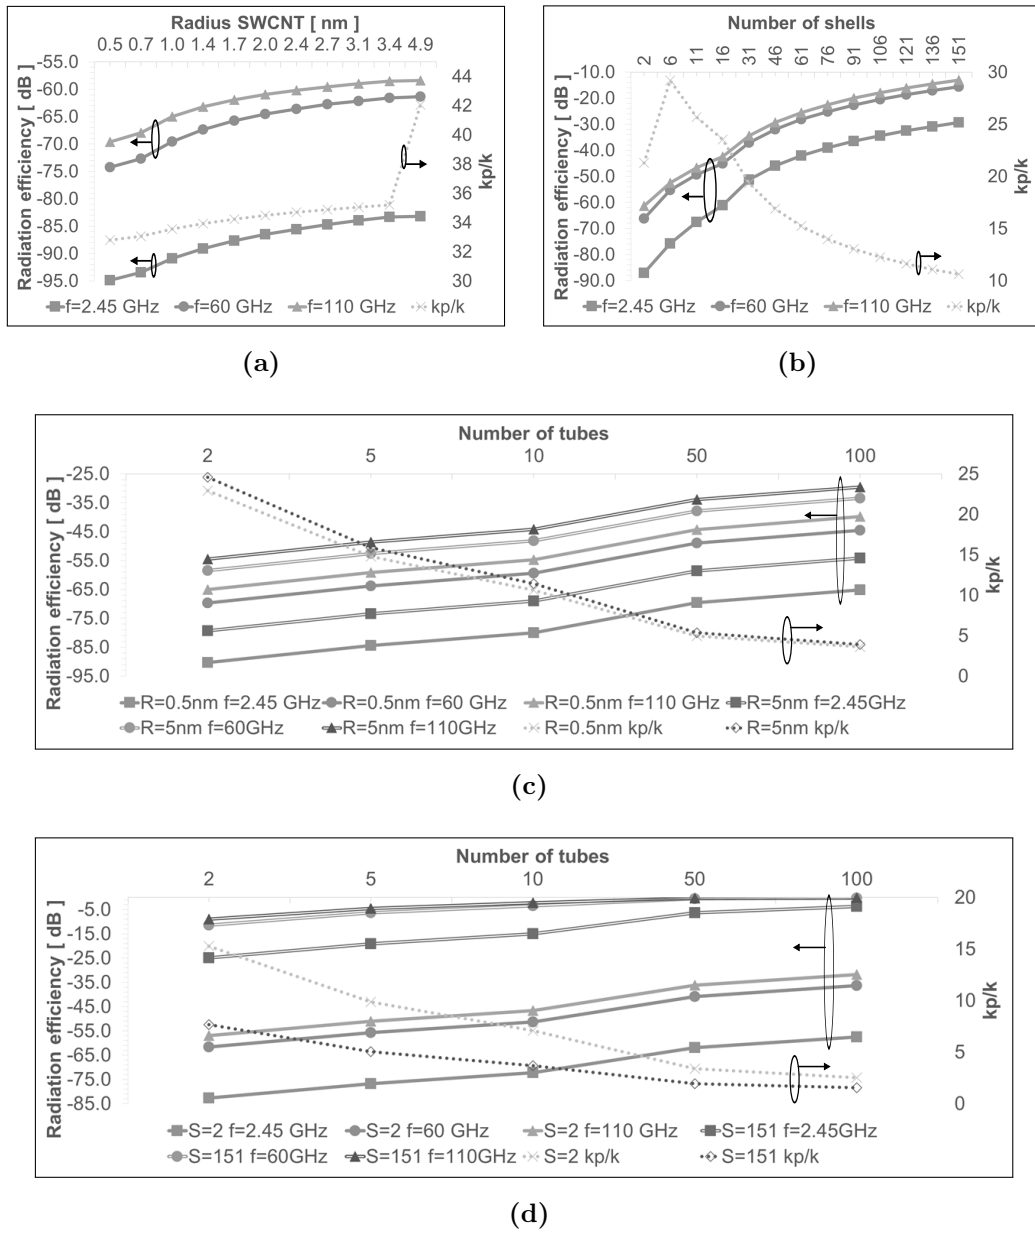 Radius SWCNT [ nm ]
0.5 0.7 1.0 1.4 1.7 2.0 2.4 2.7 3.1 3.4 4.9
Radiation efficiency [ dB ]
-55.0
-60.0
-65.0
-70.0
-75.0
-80.0
-85.0
-90.0
-95.0
44
42
40
38
36
34
32
30
kp/k
f=2.45 GHz f=60 GHz f=110 GHz kp/k
(a)
Number of shells
2 6 11 16 31 46 61 76 91 106 121 136 151
Radiation efficiency [ dB ]
-10.0
-20.0
-30.0
-40.0
-50.0
-60.0
-70.0
-80.0
-90.0
30
25
20
15
10
kp/k
f=2.45 GHz f=60 GHz f=110 GHz kp/k
(b)
Number of tubes
2 5 10 50 100
Radiation efficiency [ dB ]
-25.0
-35.0
-45.0
-55.0
-65.0
-75.0
-85.0
-95.0
25
20
15
10
5
0
kp/k
R=0.5nm f=2.45 GHz R=0.5nm f=60 GHz R=0.5nm f=110 GHz R=5nm f=2.45GHz
R=5nm f=60GHz R=5nm f=110GHz R=0.5nm kp/k R=5nm kp/k
(c)
Number of tubes
2 5 10 50 100
Radiation efficiency [ dB ]
-5.0
-15.0
-25.0
-35.0
-45.0
-55.0
-65.0
-75.0
-85.0
20
15
10
5
0
kp/k
S=2 f=2.45 GHz S=2 f=60 GHz S=2 f=110 GHz S=151 f=2.45GHz
S=151 f=60GHz S=151 f=110GHz S=2 kp/k S=151 kp/k
(d)